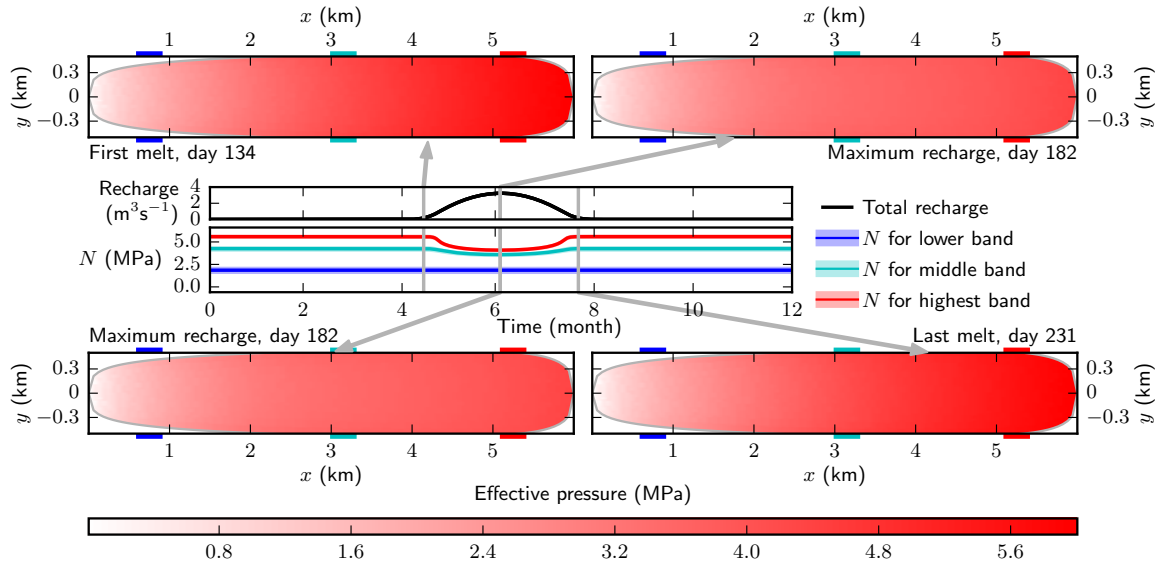 x (km)
x (km)
1 2 3 4 5
1 2 3 4 5
y (km)
0.3
0
−0.3
0.3
0
−0.3
y (km)
First melt, day 134
Maximum recharge, day 182
Recharge
(m³s⁻¹)
4
2
0
N (MPa)
5.0
2.5
0.0
0 2 4 6 8 10 12
Time (month)
Total recharge
N for lower band
N for middle band
N for highest band
Maximum recharge, day 182
Last melt, day 231
y (km)
0.3
0
−0.3
0.3
0
−0.3
y (km)
1 2 3 4 5
1 2 3 4 5
x (km)
x (km)
Effective pressure (MPa)
0.8 1.6 2.4 3.2 4.0 4.8 5.6